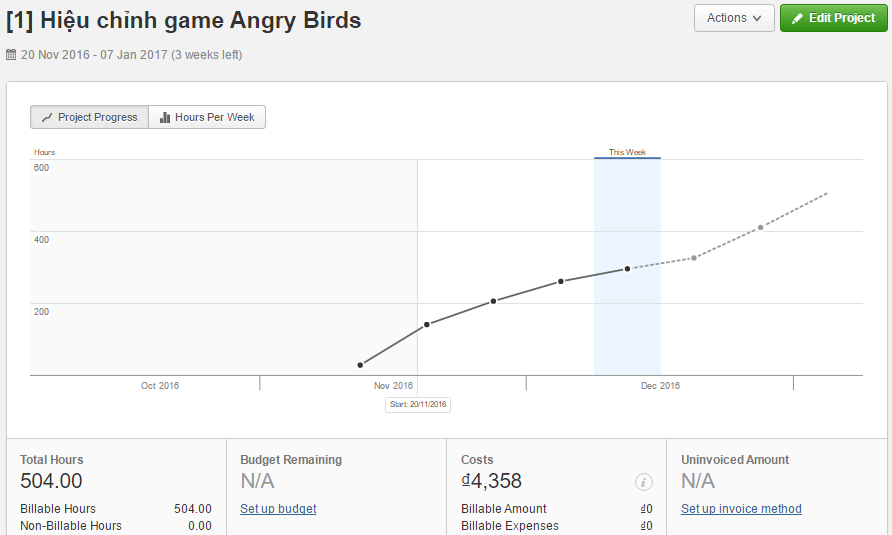 [1] Hiệu chỉnh game Angry Birds
Actions
Edit Project
20 Nov 2016 - 07 Jan 2017 (3 weeks left)
Project Progress
Hours Per Week
Hours
This Week
600
400
200
Oct 2016
Nov 2016
Dec 2016
Start: 20/11/2016
Total Hours
504.00
Billable Hours 504.00
Non-Billable Hours 0.00
Budget Remaining
N/A
Set up budget
Costs
₫4,358
Billable Amount ₫0
Billable Expenses ₫0
Uninvoiced Amount
N/A
Set up invoice method